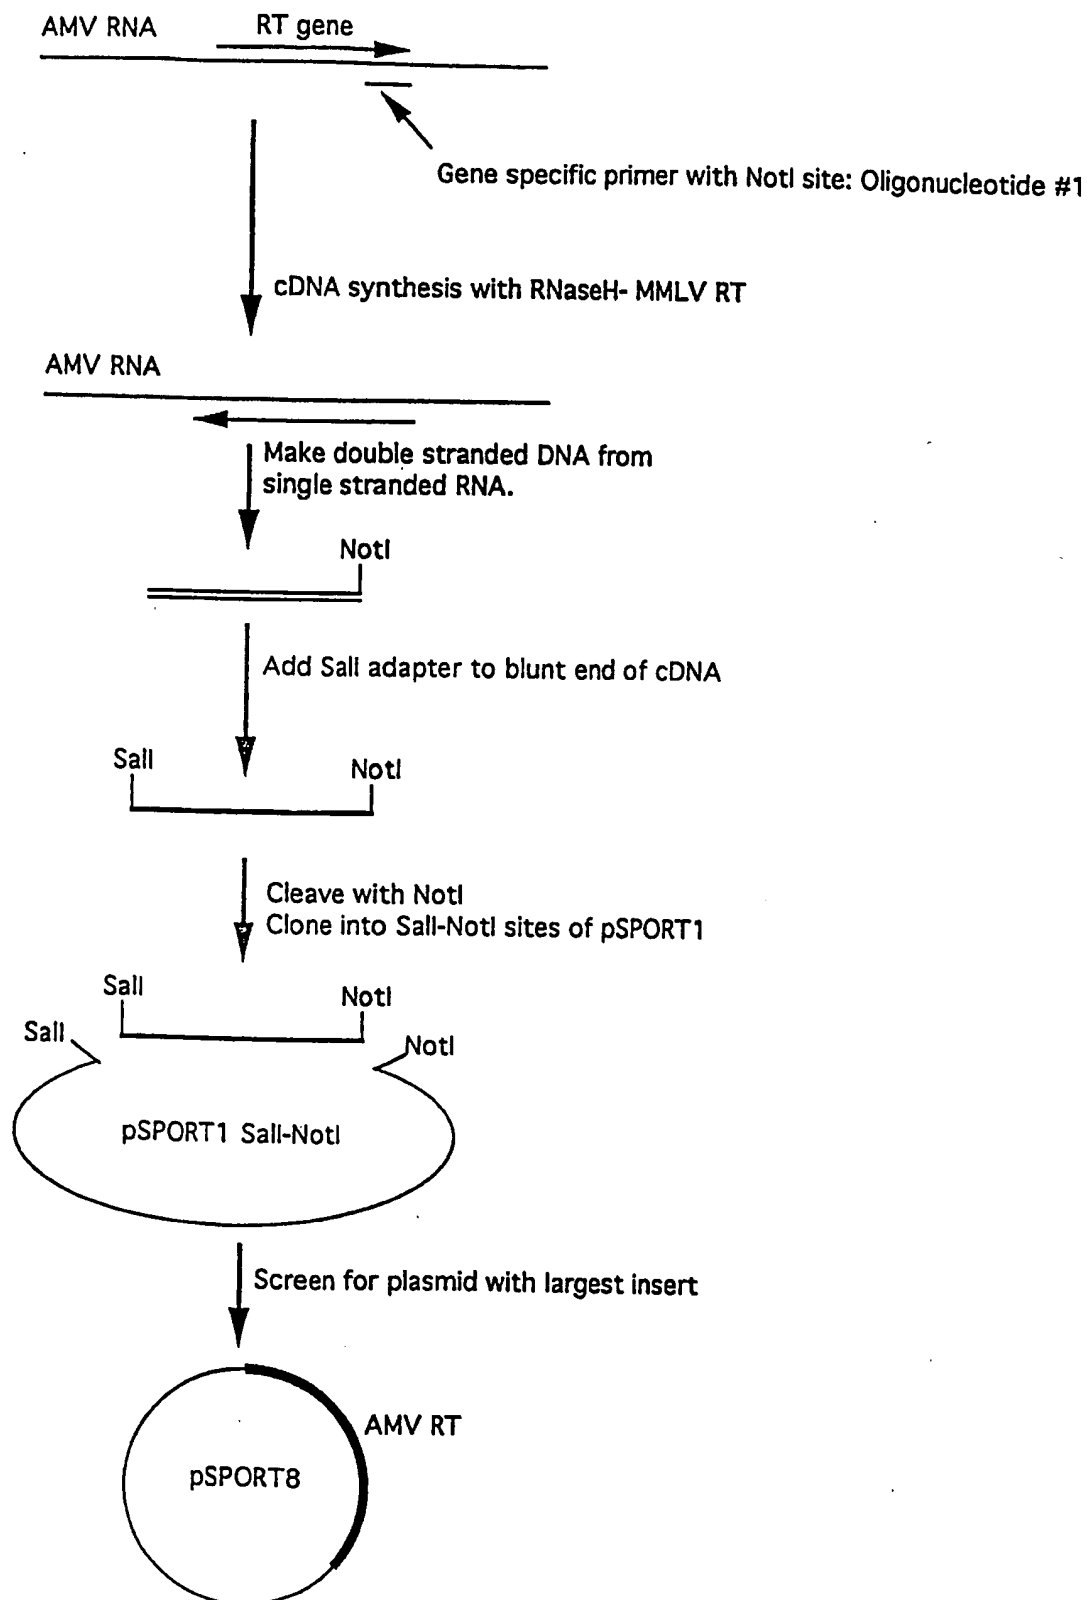 AMV RNA
RT gene
Gene specific primer with NotI site: Oligonucleotide #1
cDNA synthesis with RNaseH- MMLV RT
AMV RNA
Make double stranded DNA from
single stranded RNA.
NotI
Add SalI adapter to blunt end of cDNA
SalI
NotI
Cleave with NotI
Clone into SalI-NotI sites of pSPORT1
SalI
NotI
SalI
NotI
pSPORT1 SalI-NotI
Screen for plasmid with largest insert
AMV RT
pSPORT8